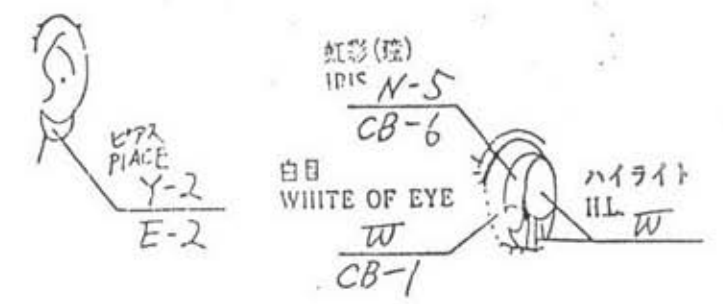 ピアス
PIACE
Y-2
E-2
虹彩(瞳)
IRIS N-5
CB-6
白目
WHITE OF EYE
W
CB-1
ハイライト
H.L. W